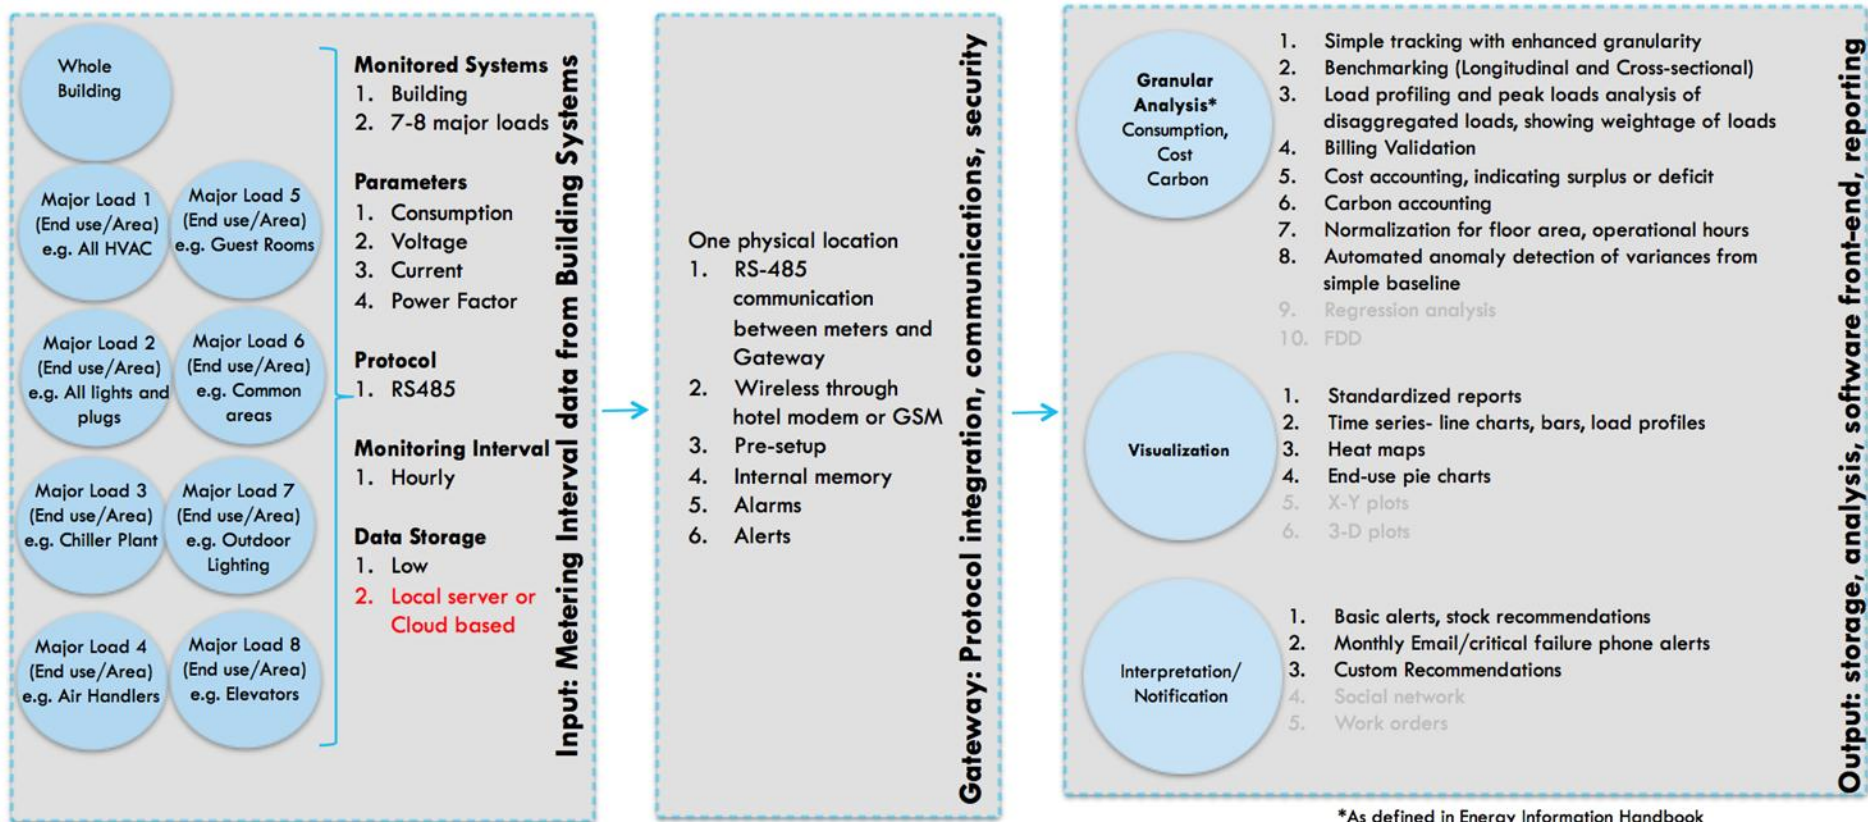 Whole
Building
Major Load 1
(End use/Area)
e.g. All HVAC
Major Load 5
(End use/Area)
e.g. Guest Rooms
Major Load 2
(End use/Area)
e.g. All lights and
plugs
Major Load 6
(End use/Area)
e.g. Common
areas
Major Load 3
(End use/Area)
e.g. Chiller Plant
Major Load 7
(End use/Area)
e.g. Outdoor
Lighting
Major Load 4
(End use/Area)
e.g. Air Handlers
Major Load 8
(End use/Area)
e.g. Elevators
Monitored Systems
1. Building
2. 7-8 major loads
Parameters
1. Consumption
2. Voltage
3. Current
4. Power Factor
Protocol
1. RS485
Monitoring Interval
1. Hourly
Data Storage
1. Low
2. Local server or
Cloud based
Input: Metering Interval data from Building Systems
One physical location
1. RS-485
communication
between meters and
Gateway
2. Wireless through
hotel modem or GSM
3. Pre-setup
4. Internal memory
5. Alarms
6. Alerts
Gateway: Protocol integration, communications, security
Granular
Analysis*
Consumption,
Cost
Carbon
1. Simple tracking with enhanced granularity
2. Benchmarking (Longitudinal and Cross-sectional)
3. Load profiling and peak loads analysis of
disaggregated loads, showing weightage of loads
4. Billing Validation
5. Cost accounting, indicating surplus or deficit
6. Carbon accounting
7. Normalization for floor area, operational hours
8. Automated anomaly detection of variances from
simple baseline
9. Regression analysis
10. FDD
Visualization
1. Standardized reports
2. Time series- line charts, bars, load profiles
3. Heat maps
4. End-use pie charts
5. X-Y plots
6. 3-D plots
Interpretation/
Notification
1. Basic alerts, stock recommendations
2. Monthly Email/critical failure phone alerts
3. Custom Recommendations
4. Social network
5. Work orders
Output: storage, analysis, software front-end, reporting
*As defined in Energy Information Handbook